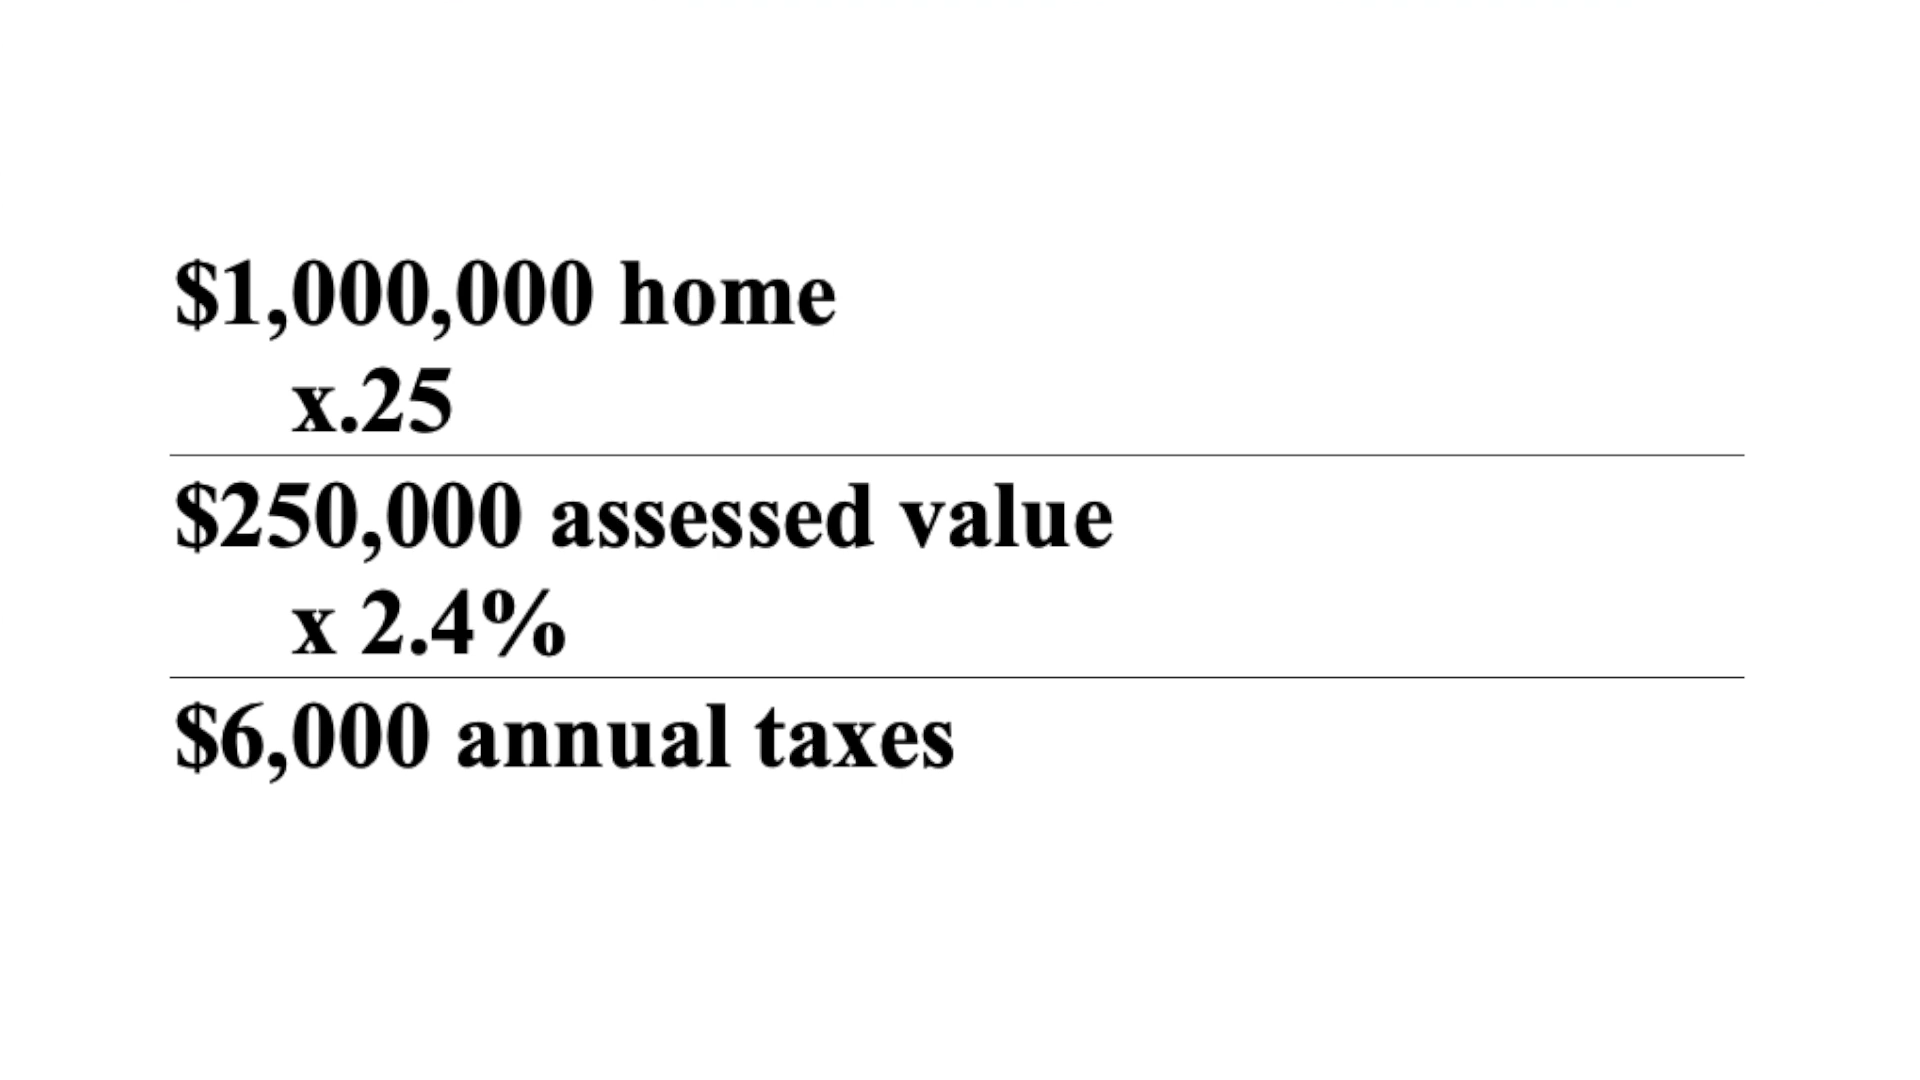 $1,000,000 home
x.25
$250,000 assessed value
x 2.4%
$6,000 annual taxes